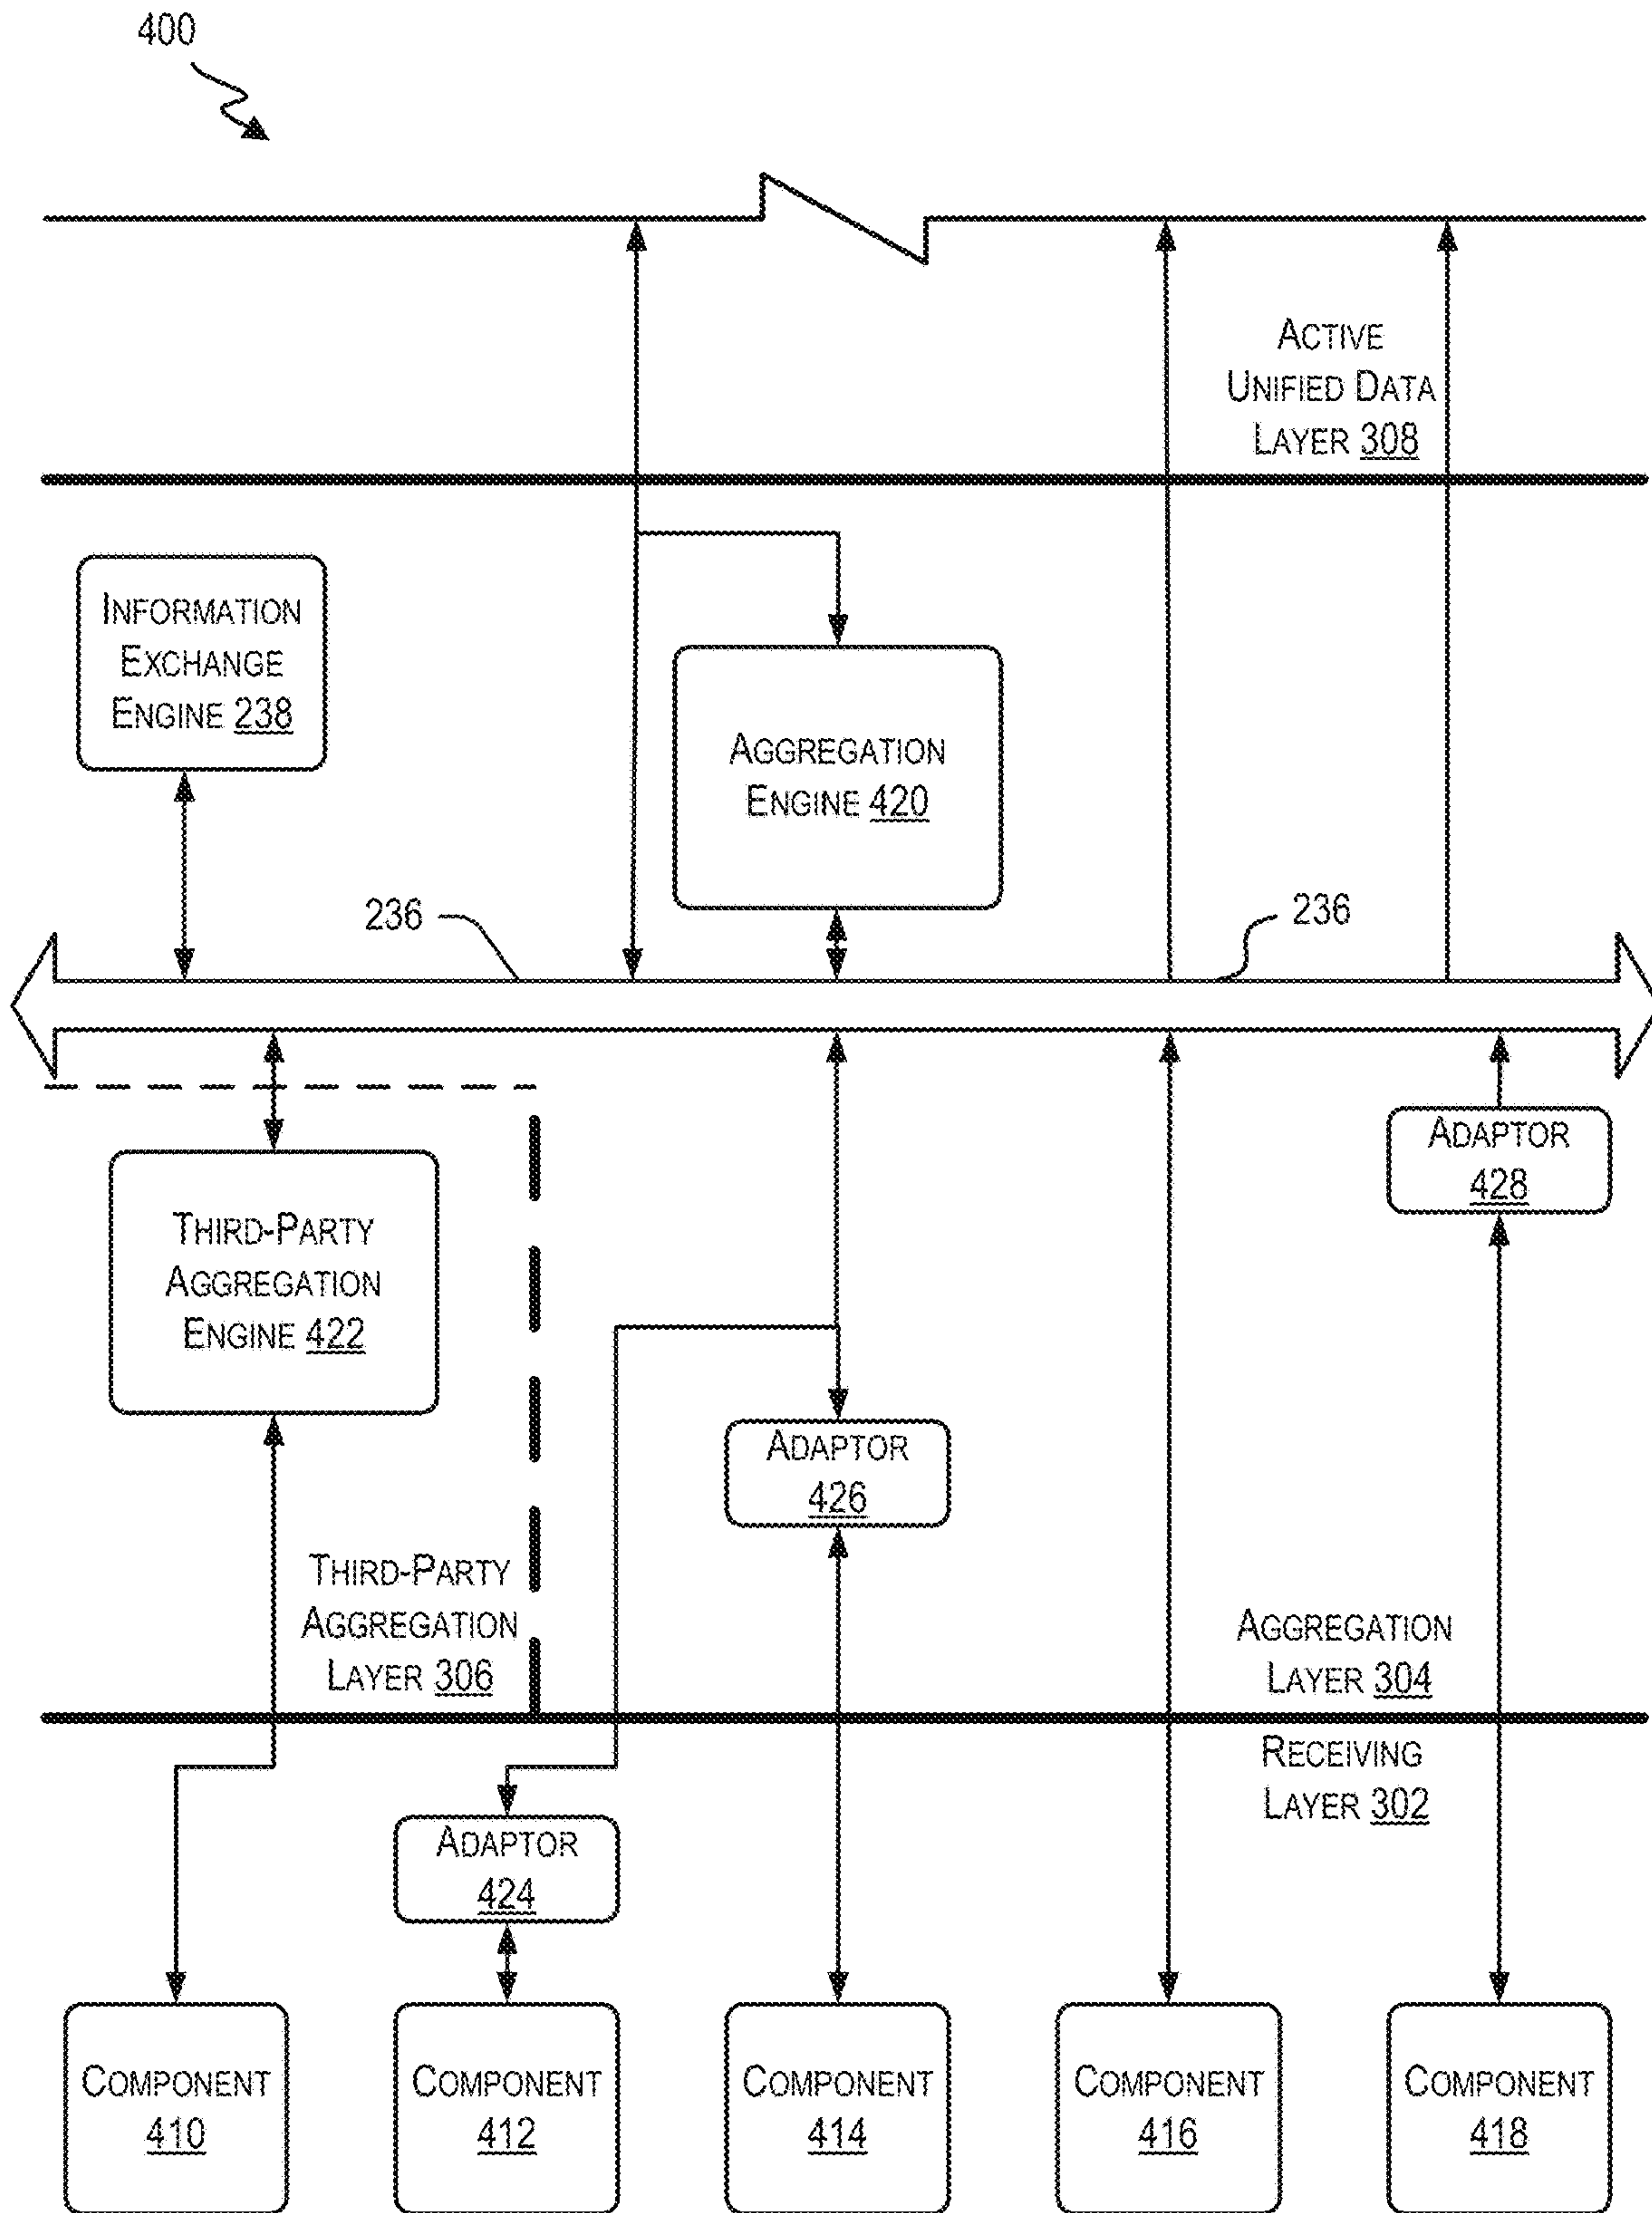 400
ACTIVE
UNIFIED DATA
LAYER 308
INFORMATION
EXCHANGE
ENGINE 238
AGGREGATION
ENGINE 420
236
236
ADAPTOR
428
THIRD-PARTY
AGGREGATION
ENGINE 422
ADAPTOR
426
THIRD-PARTY
AGGREGATION
LAYER 306
AGGREGATION
LAYER 304
RECEIVING
LAYER 302
ADAPTOR
424
COMPONENT
410
COMPONENT
412
COMPONENT
414
COMPONENT
416
COMPONENT
418